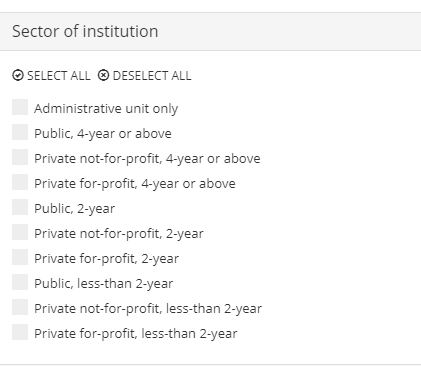 Sector of institution
SELECT ALL DESELECT ALL
Administrative unit only
Public, 4-year or above
Private not-for-profit, 4-year or above
Private for-profit, 4-year or above
Public, 2-year
Private not-for-profit, 2-year
Private for-profit, 2-year
Public, less-than 2-year
Private not-for-profit, less-than 2-year
Private for-profit, less-than 2-year